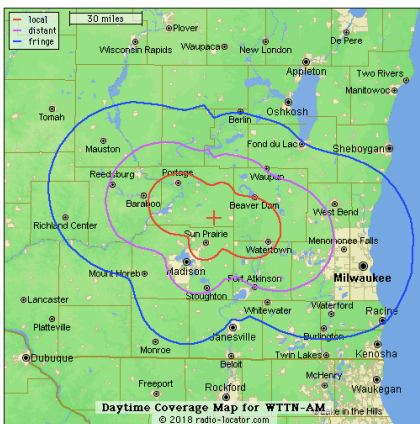 local
distant
fringe
30 miles
Plover
Wisconsin Rapids
Waupaca
New London
De Pere
Appleton
Two Rivers
Manitowoc
Oshkosh
Tomah
Berlin
Mauston
Fond du Lac
Sheboygan
Reedsburg
Portage
Waupun
Baraboo
Beaver Dam
West Bend
Richland Center
Sun Prairie
Watertown
Menomonee Falls
Madison
Milwaukee
Mount Horeb
Fort Atkinson
Stoughton
Lancaster
Whitewater
Waterford
Racine
Platteville
Janesville
Burlington
Monroe
Kenosha
Dubuque
Beloit
Twin Lakes
Freeport
Rockford
McHenry
Waukegan
Daytime Coverage Map for WTTN-AM
Lake in the Hills
© 2018 radio-locator.com